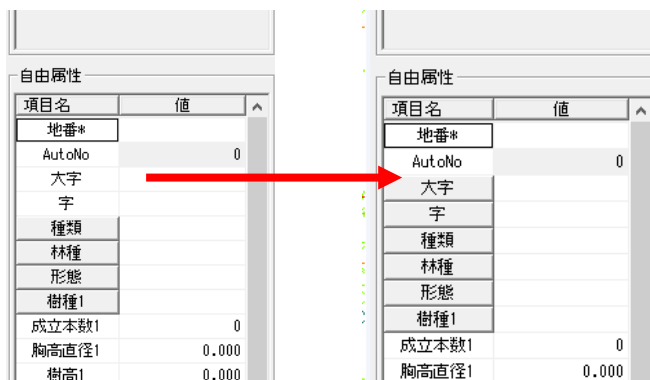 自由属性
項目名 値
地番*
AutoNo 0
大字
字
種類
林種
形態
樹種1
成立本数1 0
胸高直径1 0.000
樹高1 0.000
自由属性
項目名 値
地番*
AutoNo 0
大字
字
種類
林種
形態
樹種1
成立本数1 0
胸高直径1 0.000